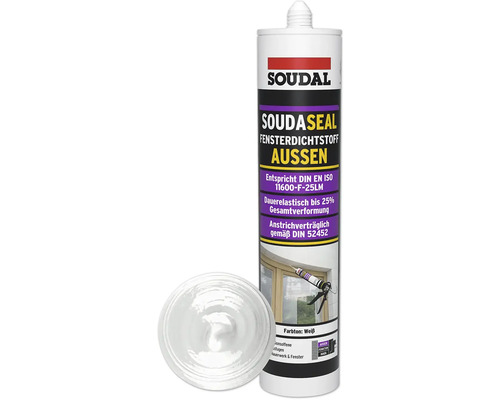 SOUDAL
SOUDASEAL
FENSTERDICHTSTOFF
AUSSEN
Entspricht DIN EN ISO
11600-F-25LM
Dauerelastisch bis 25%
Gesamtverformung
Anstrichverträglich
gemäß DIN 52452
Farbton: Weiß
& Fenster